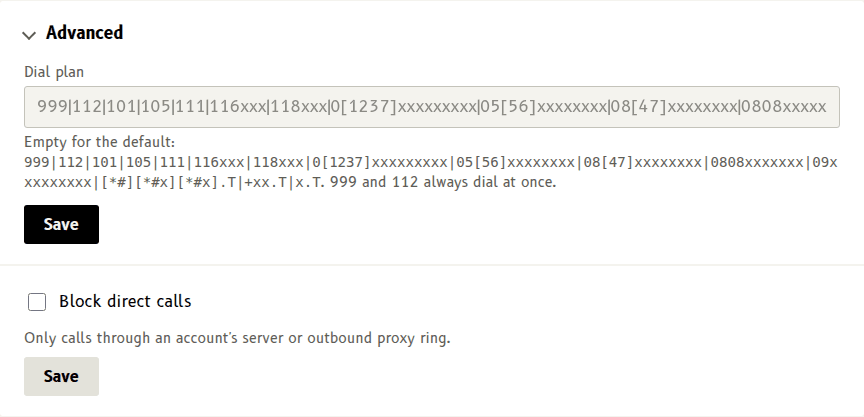 Advanced
Dial plan
999|112|101|105|111|116xxx|118xxx|0[1237]xxxxxxxxx|05[56]xxxxxxxx|08[47]xxxxxxxx|0808xxxxx
Empty for the default:
999|112|101|105|111|116xxx|118xxx|0[1237]xxxxxxxxx|05[56]xxxxxxxx|08[47]xxxxxxxx|0808xxxxxxx|09x
xxxxxxxx|[*#][*#x][*#x].T|+xx.T|x.T. 999 and 112 always dial at once.
Save
Block direct calls
Only calls through an account's server or outbound proxy ring.
Save